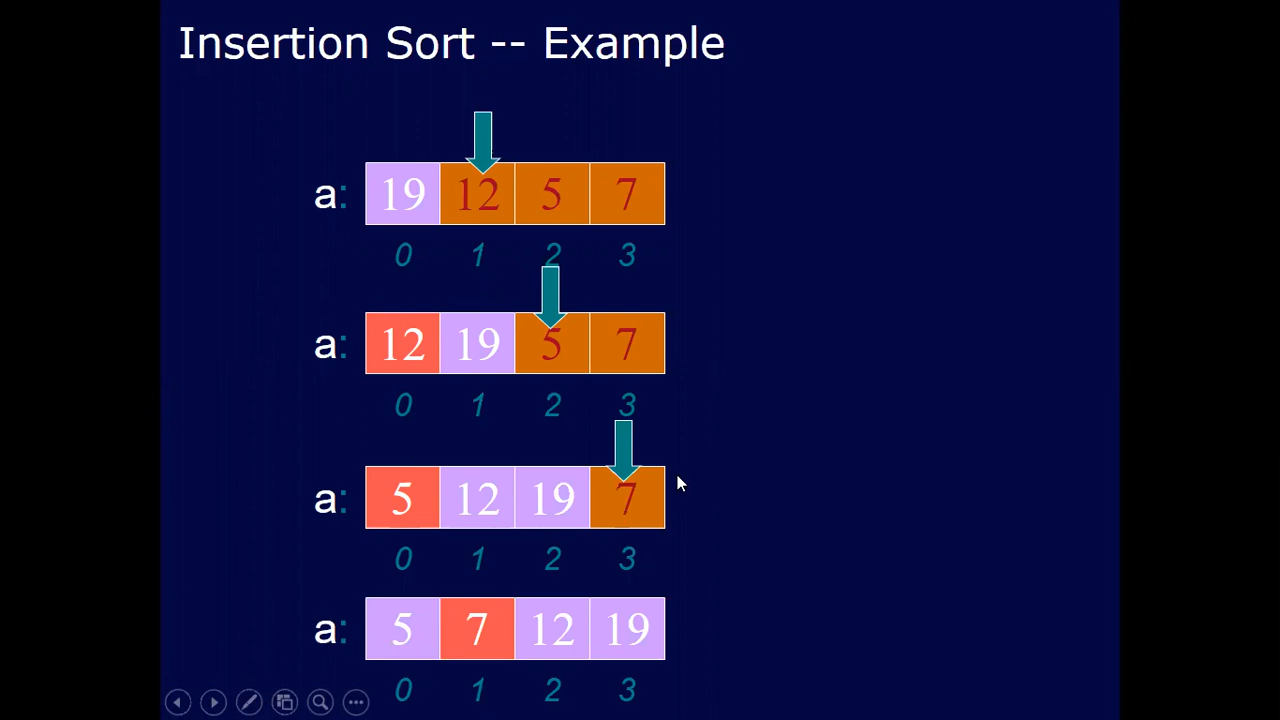 Insertion Sort -- Example
a: 19 12 5 7
0 1 2 3
a: 12 19 5 7
0 1 2 3
a: 5 12 19 7
0 1 2 3
a: 5 7 12 19
0 1 2 3